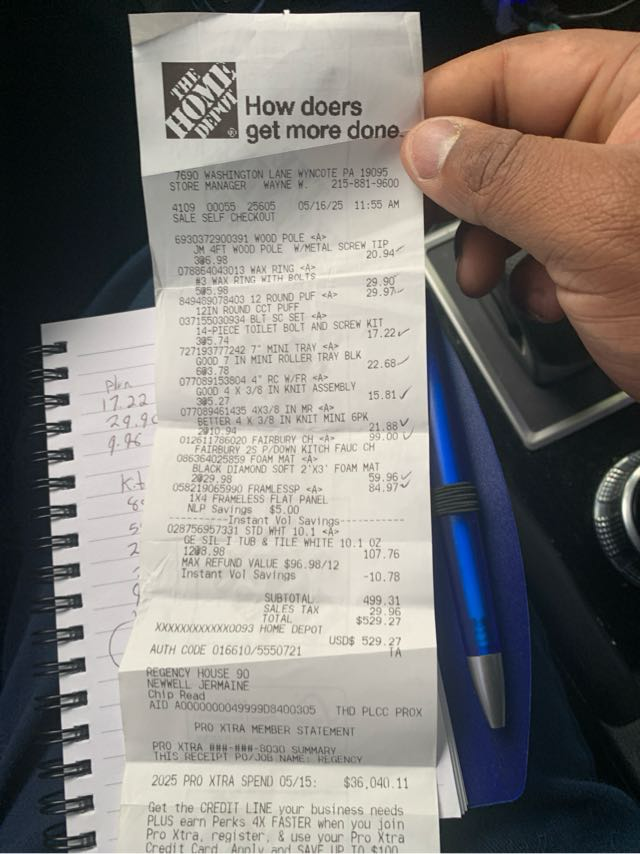 THE HOME DEPOT
How doers
get more done.
7690 WASHINGTON LANE WYNCOTE PA 19095
STORE MANAGER WAYNE W. 215-881-9600
4109 00055 25605 05/16/25 11:55 AM
SALE SELF CHECKOUT
6930372900391 WOOD POLE <A>
JM 4FT WOOD POLE W/METAL SCREW TIP
3@6.98 20.94
078864043013 WAX RING <A>
#3 WAX RING WITH BOLTS
5@5.98 29.90
849489078403 12 ROUND PUF <A> 29.97
12IN ROUND CCT PUFF
037155030934 BLT SC SET <A>
14-PIECE TOILET BOLT AND SCREW KIT
3@5.74 17.22
727193777242 7" MINI TRAY <A>
GOOD 7 IN MINI ROLLER TRAY BLK
6@3.78 22.68
077089153804 4" RC W/FR <A>
GOOD 4 X 3/8 IN KNIT ASSEMBLY
3@5.27 15.81
077089461435 4X3/8 IN MR <A>
BETTER 4 X 3/8 IN KNIT MINI 6PK
2@10.94 21.88
012611786020 FAIRBURY CH <A> 99.00
FAIRBURY 2S P/DOWN KITCH FAUC CH
086364025859 FOAM MAT <A>
BLACK DIAMOND SOFT 2'X3' FOAM MAT
2@29.98 59.96
058219065990 FRAMLESSP <A> 84.97
1X4 FRAMELESS FLAT PANEL
NLP Savings $5.00
----------Instant Vol Savings----------
028756957331 STD WHT 10.1 <A>
GE SIL I TUB & TILE WHITE 10.1 OZ
12@8.98 107.76
MAX REFUND VALUE $96.98/12
Instant Vol Savings -10.78
SUBTOTAL 499.31
SALES TAX 29.96
TOTAL $529.27
XXXXXXXXXXXX0093 HOME DEPOT
USD$ 529.27
AUTH CODE 016610/5550721 TA
REGENCY HOUSE 90
NEWWELL JERMAINE
Chip Read
AID A0000000049999D8400305 THD PLCC PROX
PRO XTRA MEMBER STATEMENT
PRO XTRA ###-###-8030 SUMMARY
THIS RECEIPT PO/JOB NAME: REGENCY
2025 PRO XTRA SPEND 05/15: $36,040.11
Get the CREDIT LINE your business needs
PLUS earn Perks 4X FASTER when you join
Pro Xtra, register, & use your Pro Xtra
Credit Card. Apply and SAVE UP TO $100
17.22
29.90
9.96